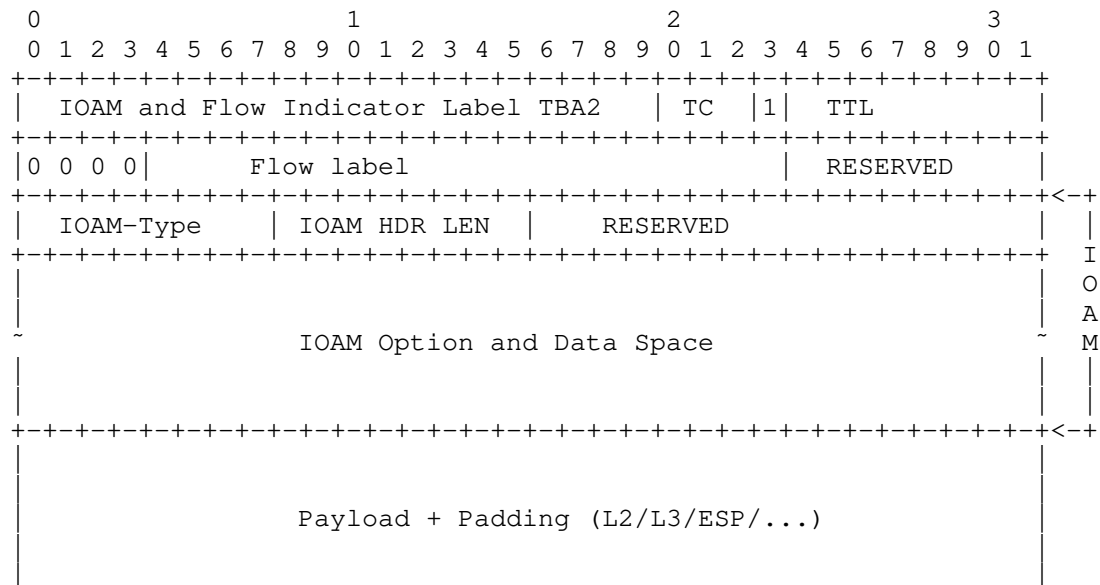 0                   1                   2                   3
 0 1 2 3 4 5 6 7 8 9 0 1 2 3 4 5 6 7 8 9 0 1 2 3 4 5 6 7 8 9 0 1
+-+-+-+-+-+-+-+-+-+-+-+-+-+-+-+-+-+-+-+-+-+-+-+-+-+-+-+-+-+-+-+-+
|  IOAM and Flow Indicator Label TBA2   | TC  |1|  TTL          |
+-+-+-+-+-+-+-+-+-+-+-+-+-+-+-+-+-+-+-+-+-+-+-+-+-+-+-+-+-+-+-+-+
|0 0 0 0|      Flow label                       |  RESERVED     |
+-+-+-+-+-+-+-+-+-+-+-+-+-+-+-+-+-+-+-+-+-+-+-+-+-+-+-+-+-+-+-+-+<-+
|  IOAM-Type    | IOAM HDR LEN  |    RESERVED                   |  |
+-+-+-+-+-+-+-+-+-+-+-+-+-+-+-+-+-+-+-+-+-+-+-+-+-+-+-+-+-+-+-+-+  I
|                                                               |  O
|                                                               |  A
~                 IOAM Option and Data Space                    ~  M
|                                                               |  |
|                                                               |  |
+-+-+-+-+-+-+-+-+-+-+-+-+-+-+-+-+-+-+-+-+-+-+-+-+-+-+-+-+-+-+-+-+<-+
|                                                               |
|                                                               |
|                 Payload + Padding (L2/L3/ESP/...)             |
|                                                               |
|                                                               |